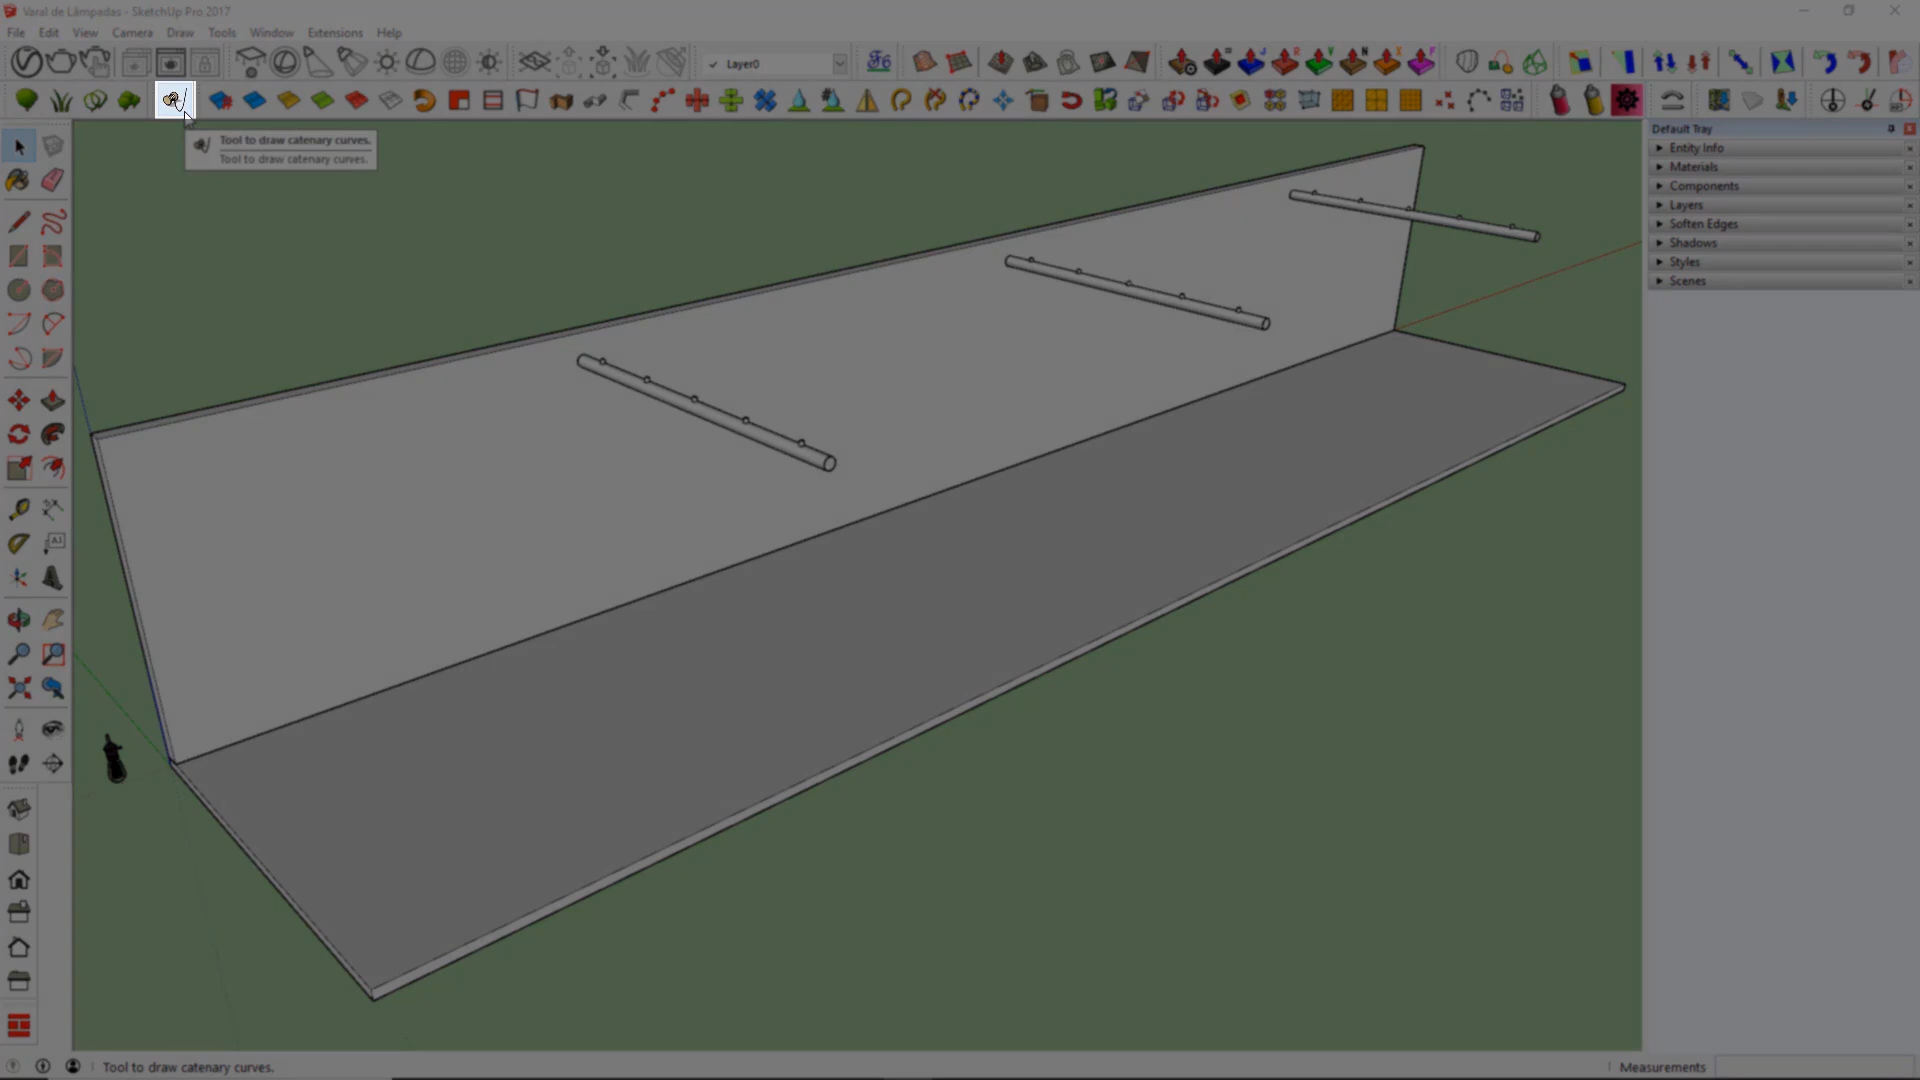 Varal de Lâmpadas - SketchUp Pro 2017
File Edit View Camera Draw Tools Window Extensions Help
Layer0
Tool to draw catenary curves.
Tool to draw catenary curves.
Default Tray
Entity Info
Materials
Components
Layers
Soften Edges
Shadows
Styles
Scenes
Tool to draw catenary curves.
Measurements